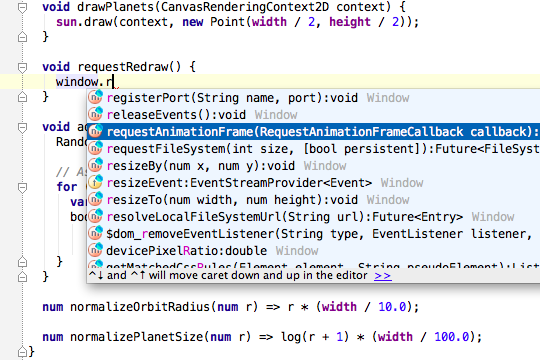 void drawPlanets(CanvasRenderingContext2D context) {
sun.draw(context, new Point(width / 2, height / 2));
}
void requestRedraw() {
window.r
registerPort(String name, port):void Window
}
releaseEvents():void Window
void a
requestAnimationFrame(RequestAnimationFrameCallback callback):
Rando
requestFileSystem(int size, [bool persistent]):Future<FileSyst
resizeBy(num x, num y):void Window
// As
resizeEvent:EventStreamProvider<Event> Window
for (
resizeTo(num width, num height):void Window
var
resolveLocalFileSystemUrl(String url):Future<Entry> Window
boo
$dom_removeEventListener(String type, EventListener listener,
devicePixelRatio:double Window
}
getMatchedCssRules(Element element, String pseudoElement):List
} ^↓ and ^↑ will move caret down and up in the editor >>
num normalizeOrbitRadius(num r) => r * (width / 10.0);
num normalizePlanetSize(num r) => log(r + 1) * (width / 100.0);
}